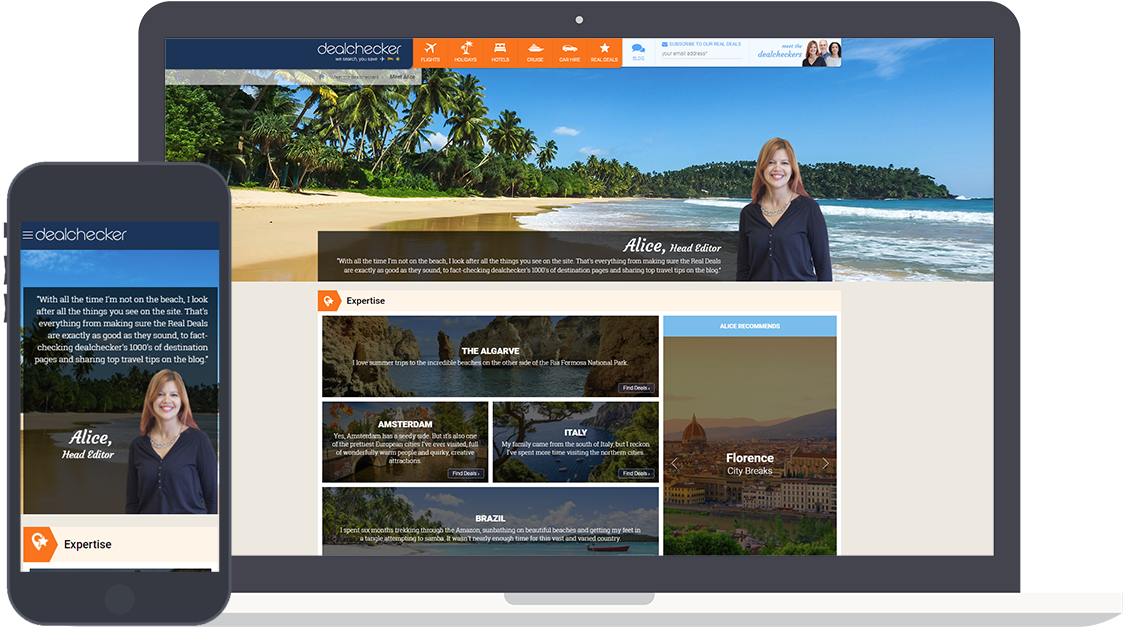 dealchecker
we search, you save
FLIGHTS
HOLIDAYS
HOTELS
CRUISE
CAR HIRE
REAL DEALS
BLOG
SUBSCRIBE TO OUR REAL DEALS
your email address*
meet the
dealcheckers
Meet Alice
Alice, Head Editor
"With all the time I'm not on the beach, I look after all the things you see on the site. That's everything from making sure the Real Deals
are exactly as good as they sound, to fact-checking dealchecker's 1000's of destination pages and sharing top travel tips on the blog."
Expertise
THE ALGARVE
I love summer trips to the incredible beaches on the other side of the Ria Formosa National Park.
Find Deals ›
AMSTERDAM
Yes, Amsterdam has a seedy side. But it's also one
of the prettiest European cities I've ever visited, full
of wonderfully warm people and quirky, creative
attractions.
Find Deals ›
ITALY
My family came from the south of Italy, but I reckon
I've spent more time visiting the northern cities.
Find Deals ›
BRAZIL
I spent six months trekking through the Amazon, sunbathing on beautiful beaches and getting my feet in
a tangle attempting to samba. It wasn't nearly enough time for this vast and varied country.
ALICE RECOMMENDS
Florence
City Breaks
dealchecker
"With all the time I'm not on the beach, I look
after all the things you see on the site. That's
everything from making sure the Real Deals
are exactly as good as they sound, to fact-
checking dealchecker's 1000's of destination
pages and sharing top travel tips on the blog."
Alice,
Head Editor
Expertise